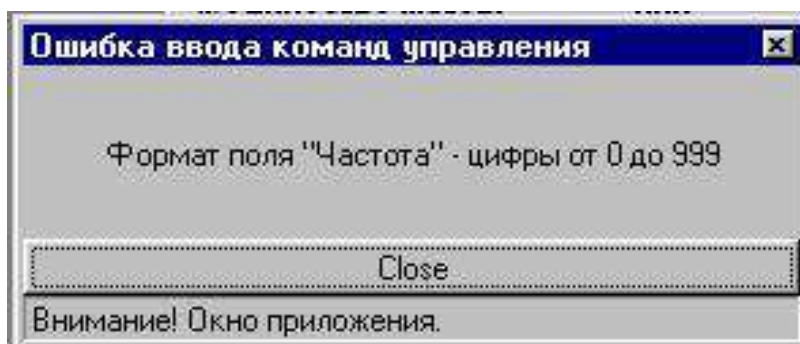 Ошибка ввода команд управления
Формат поля "Частота" - цифры от 0 до 999
Close
Внимание! Окно приложения.